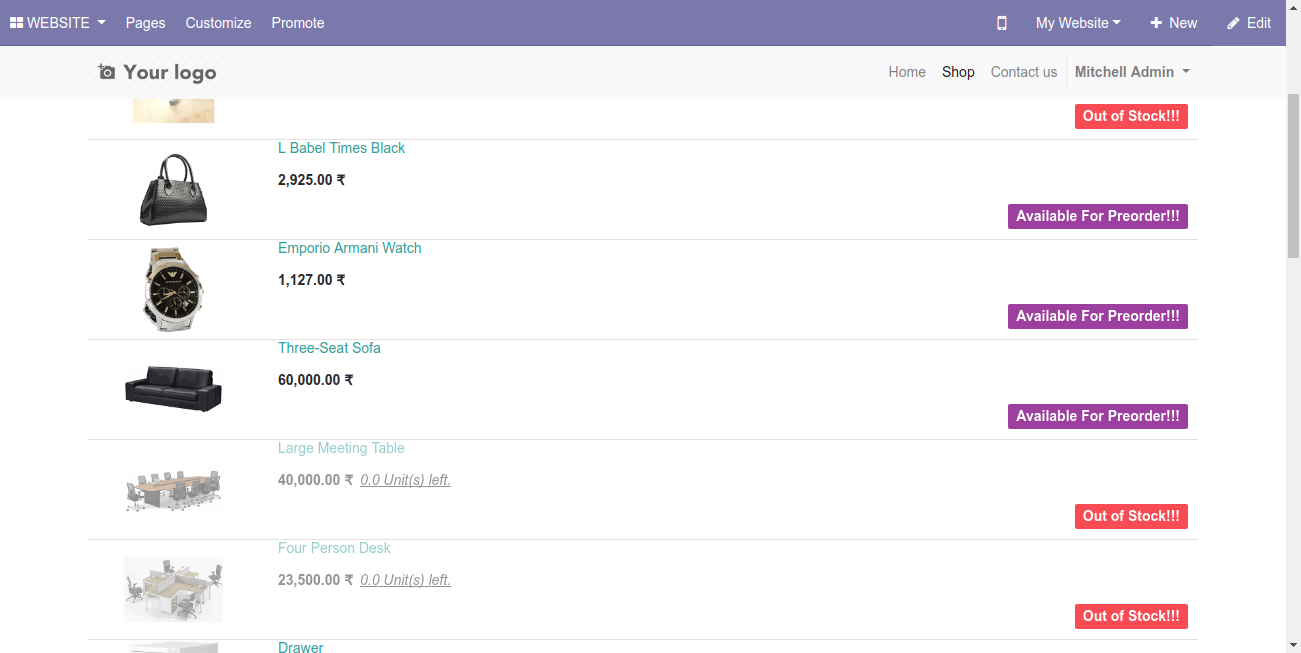 WEBSITE Pages Customize Promote My Website New Edit
Your logo Home Shop Contact us Mitchell Admin
Out of Stock!!!
L Babel Times Black
2,925.00 ₹
Available For Preorder!!!
Emporio Armani Watch
1,127.00 ₹
Available For Preorder!!!
Three-Seat Sofa
60,000.00 ₹
Available For Preorder!!!
Large Meeting Table
40,000.00 ₹ 0.0 Unit(s) left.
Out of Stock!!!
Four Person Desk
23,500.00 ₹ 0.0 Unit(s) left.
Out of Stock!!!
Drawer